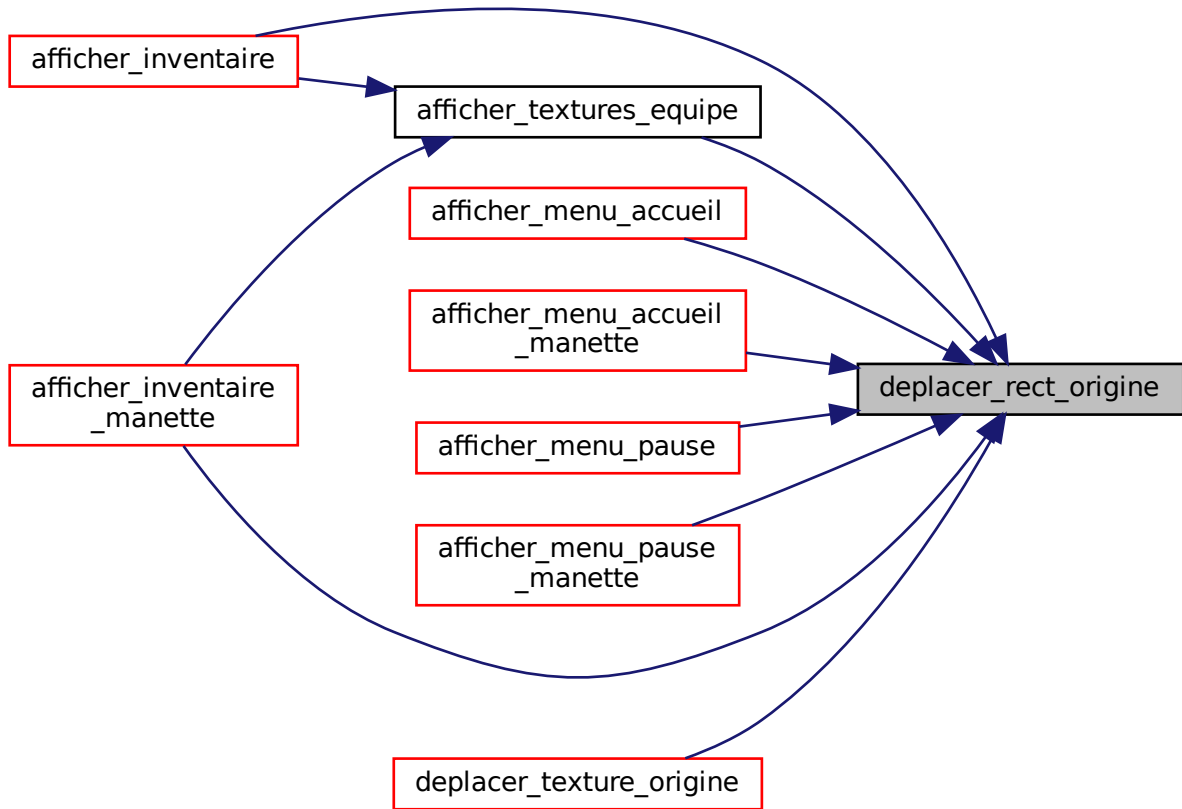 afficher_inventaire
afficher_textures_equipe
afficher_menu_accueil
afficher_menu_accueil
_manette
deplacer_rect_origine
afficher_inventaire
_manette
afficher_menu_pause
afficher_menu_pause
_manette
deplacer_texture_origine